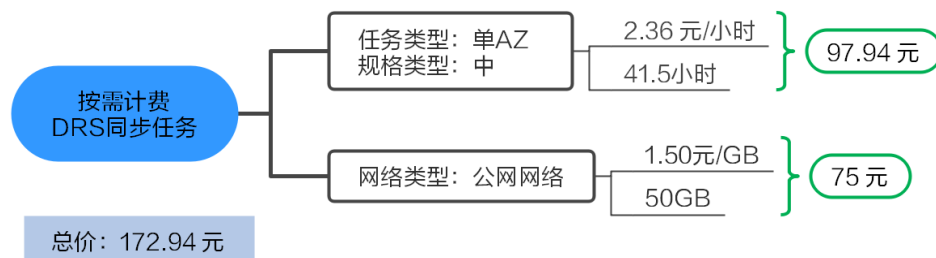 按需计费
DRS同步任务
任务类型：单AZ
规格类型：中
2.36 元/小时
41.5小时
97.94 元
网络类型：公网网络
1.50元/GB
50GB
75 元
总价：172.94 元